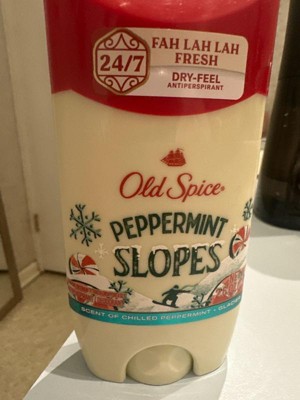 24/7
FAH LAH LAH
FRESH
DRY-FEEL
ANTIPERSPIRANT
Old Spice
PEPPERMINT
SLOPES
SCENT OF CHILLED PEPPERMINT